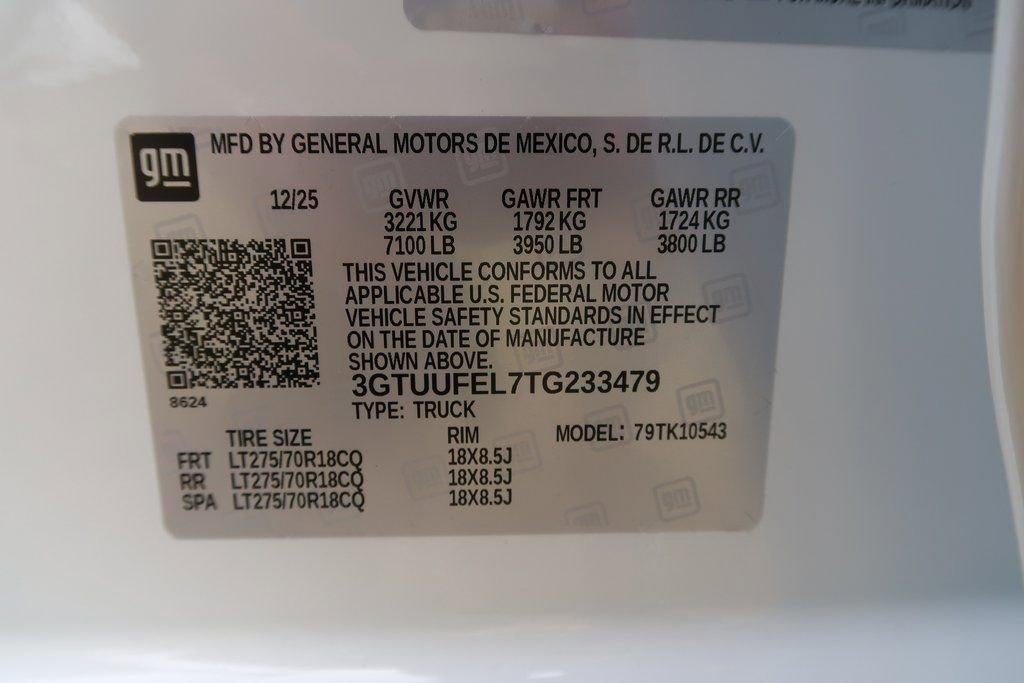 gm
MFD BY GENERAL MOTORS DE MEXICO, S. DE R.L. DE C.V.
12/25 GVWR GAWR FRT GAWR RR
3221 KG 1792 KG 1724 KG
7100 LB 3950 LB 3800 LB
THIS VEHICLE CONFORMS TO ALL
APPLICABLE U.S. FEDERAL MOTOR
VEHICLE SAFETY STANDARDS IN EFFECT
ON THE DATE OF MANUFACTURE
SHOWN ABOVE.
3GTUUFEL7TG233479
8624
TYPE: TRUCK
TIRE SIZE RIM MODEL: 79TK10543
FRT LT275/70R18CQ 18X8.5J
RR LT275/70R18CQ 18X8.5J
SPA LT275/70R18CQ 18X8.5J